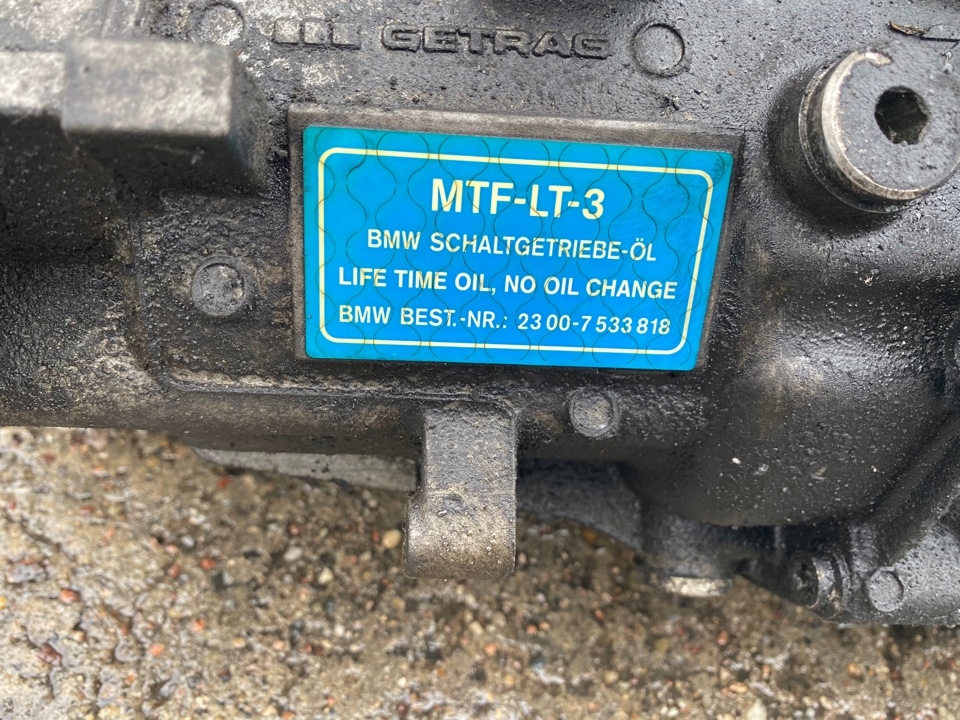 GETRAG
MTF-LT-3
BMW SCHALTGETRIEBE-ÖL
LIFE TIME OIL, NO OIL CHANGE
BMW BEST.-NR.: 23 00-7 533 818